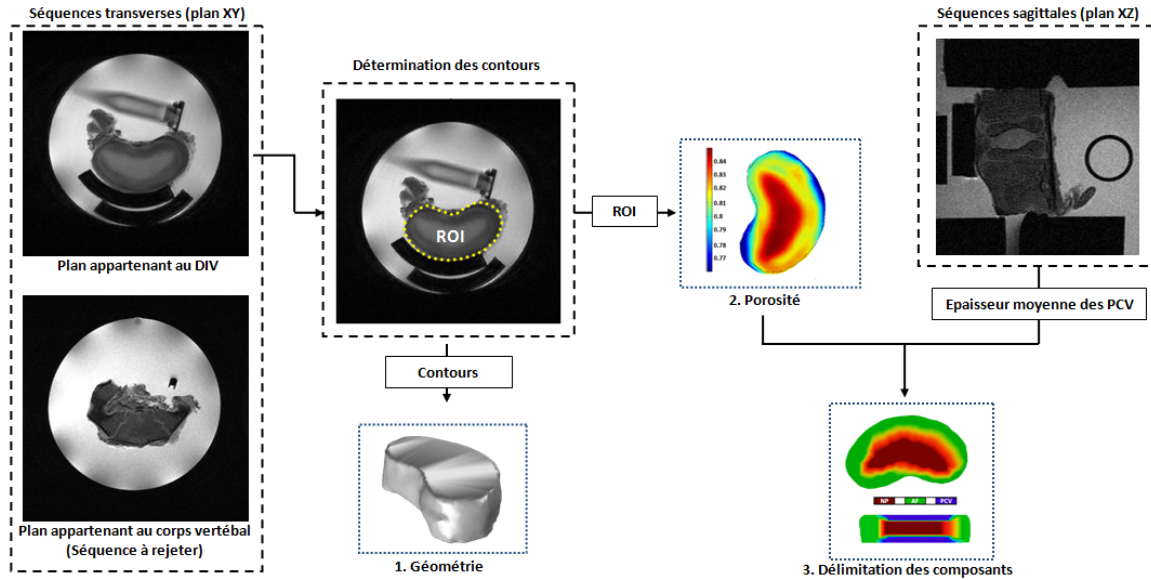 Séquences transverses (plan XY)
Plan appartenant au DIV
Plan appartenant au corps vertébal
(Séquence à rejeter)
Détermination des contours
ROI
Contours
1. Géométrie
ROI
0.84
0.83
0.82
0.81
0.8
0.79
0.78
0.77
2. Porosité
Séquences sagittales (plan XZ)
Epaisseur moyenne des PCV
NP AF PCV
3. Délimitation des composants